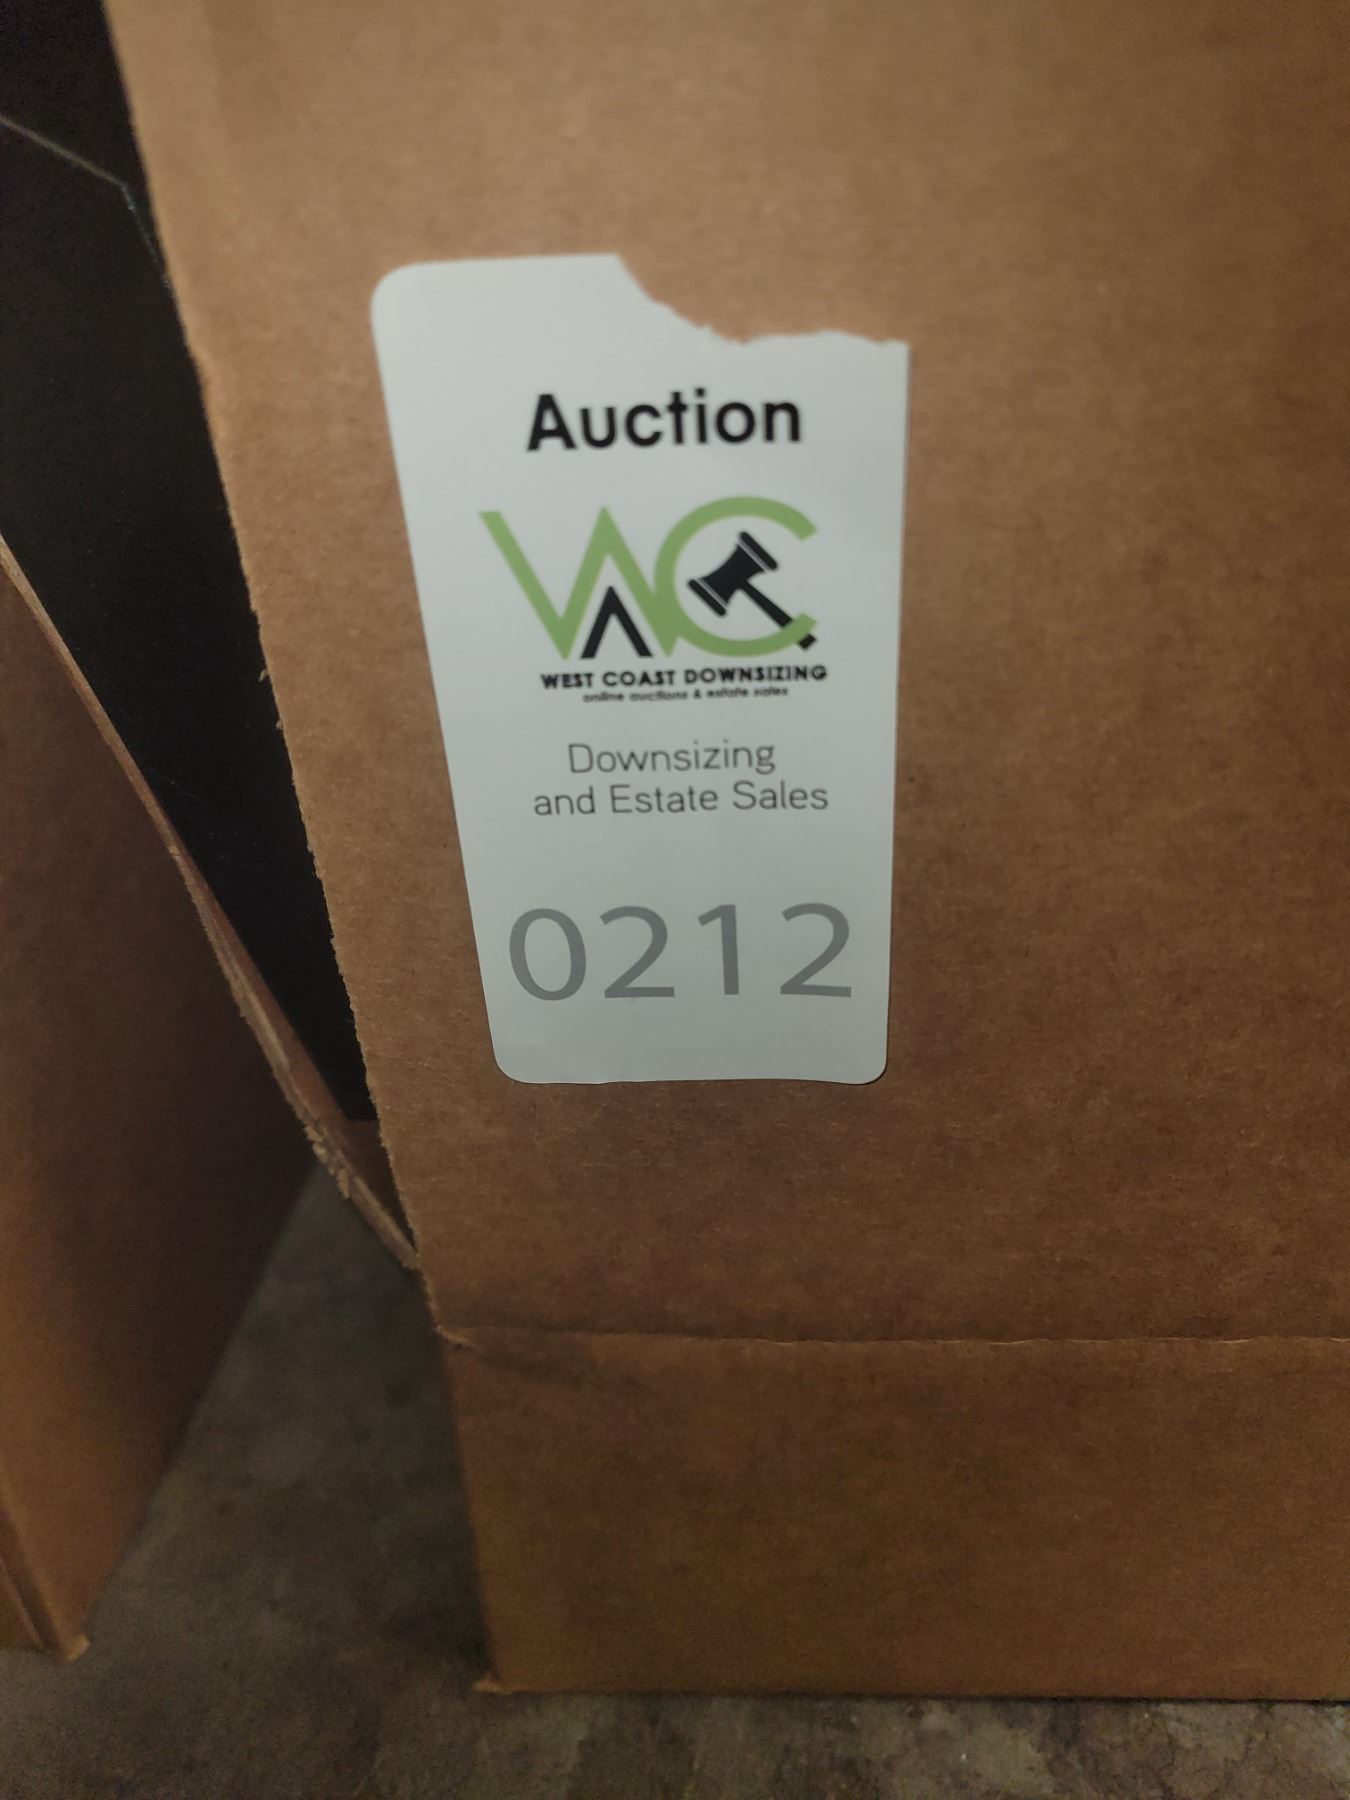 Auction
WC
WEST COAST DOWNSIZING
online auctions & estate sales
Downsizing
and Estate Sales
0212